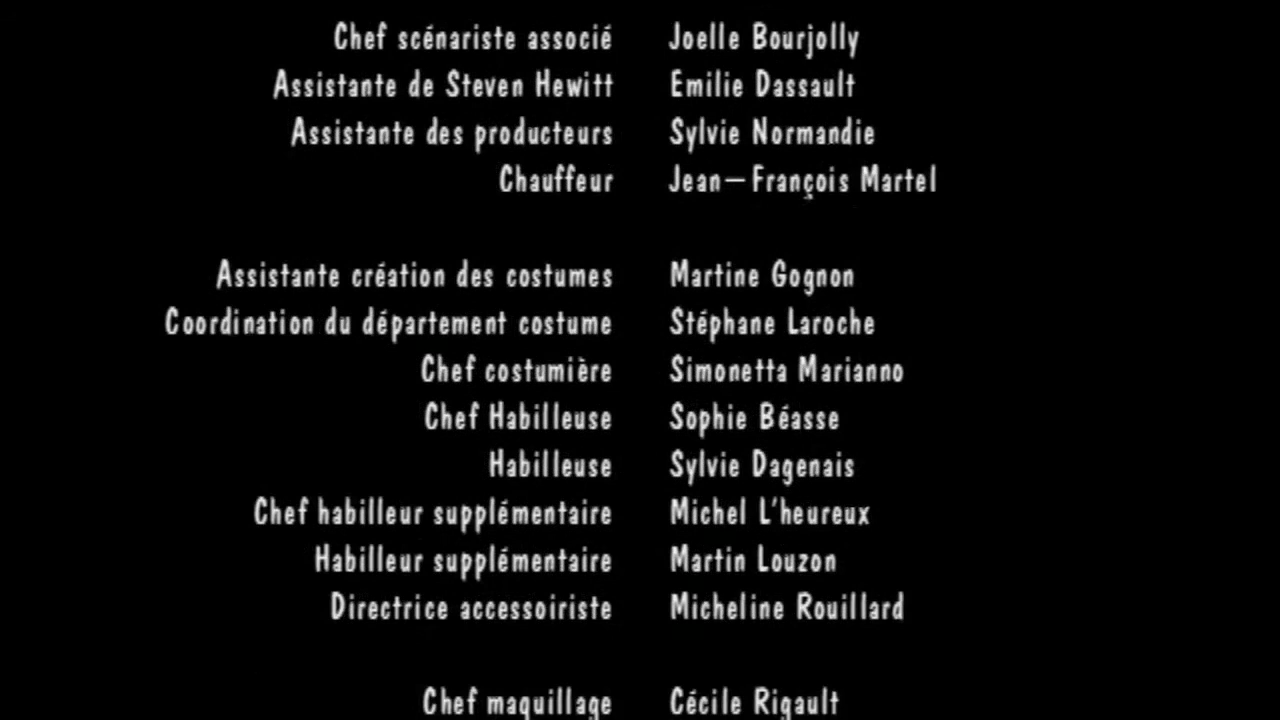 Chef scénariste associé Joelle Bourjolly
Assistante de Steven Hewitt Emilie Dassault
Assistante des producteurs Sylvie Normandie
Chauffeur Jean-François Martel
Assistante création des costumes Martine Gognon
Coordination du département costume Stéphane Laroche
Chef costumière Simonetta Marianno
Chef Habilleuse Sophie Béasse
Habilleuse Sylvie Dagenais
Chef habilleur supplémentaire Michel L'heureux
Habilleur supplémentaire Martin Louzon
Directrice accessoiriste Micheline Rouillard
Chef maquillage Cécile Rigault